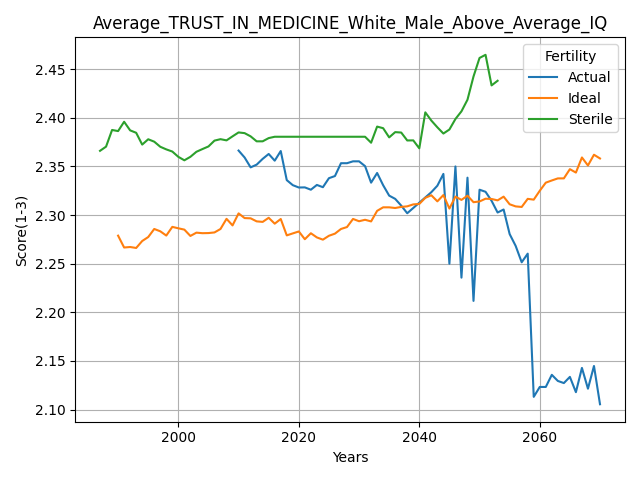 Average_TRUST_IN_MEDICINE_White_Male_Above_Average_IQ
Score(1-3)
2.45
2.40
2.35
2.30
2.25
2.20
2.15
2.10
Fertility
Actual
Ideal
Sterile
2000
2020
2040
2060
Years